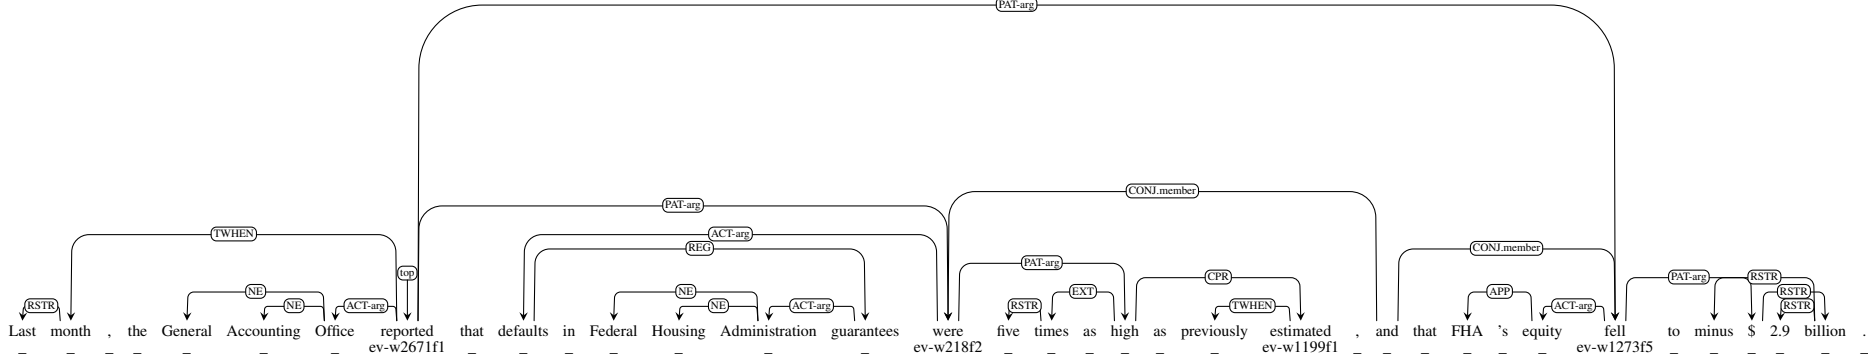 PAT-arg
CONJ.member
PAT-arg
TWHEN ACT-arg CONJ.member
REG
PAT-arg
top CPR PAT-arg RSTR
NE NE EXT APP RSTR
RSTR NE ACT-arg NE ACT-arg RSTR TWHEN ACT-arg RSTR
Last month , the General Accounting Office reported that defaults in Federal Housing Administration guarantees were five times as high as previously estimated , and that FHA 's equity fell to minus $ 2.9 billion .
_ _ _ _ _ _ _ ev-w2671f1 _ _ _ _ _ _ _ ev-w218f2 _ _ _ _ _ _ ev-w1199f1 _ _ _ _ _ _ ev-w1273f5 _ _ _ _ _ _